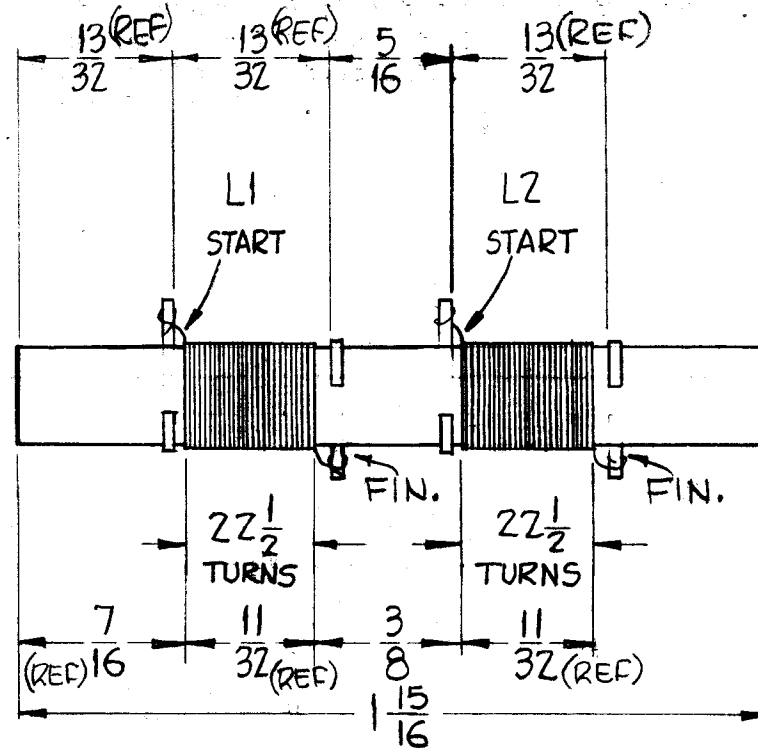 13/32 (REF) 13/32 (REF) 5/16 13/32 (REF)
L1 START
L2 START
FIN.
FIN.
22 1/2 TURNS
22 1/2 TURNS
7/16 (REF) 11/32 (REF) 3/8 11/32 (REF)
1 15/16